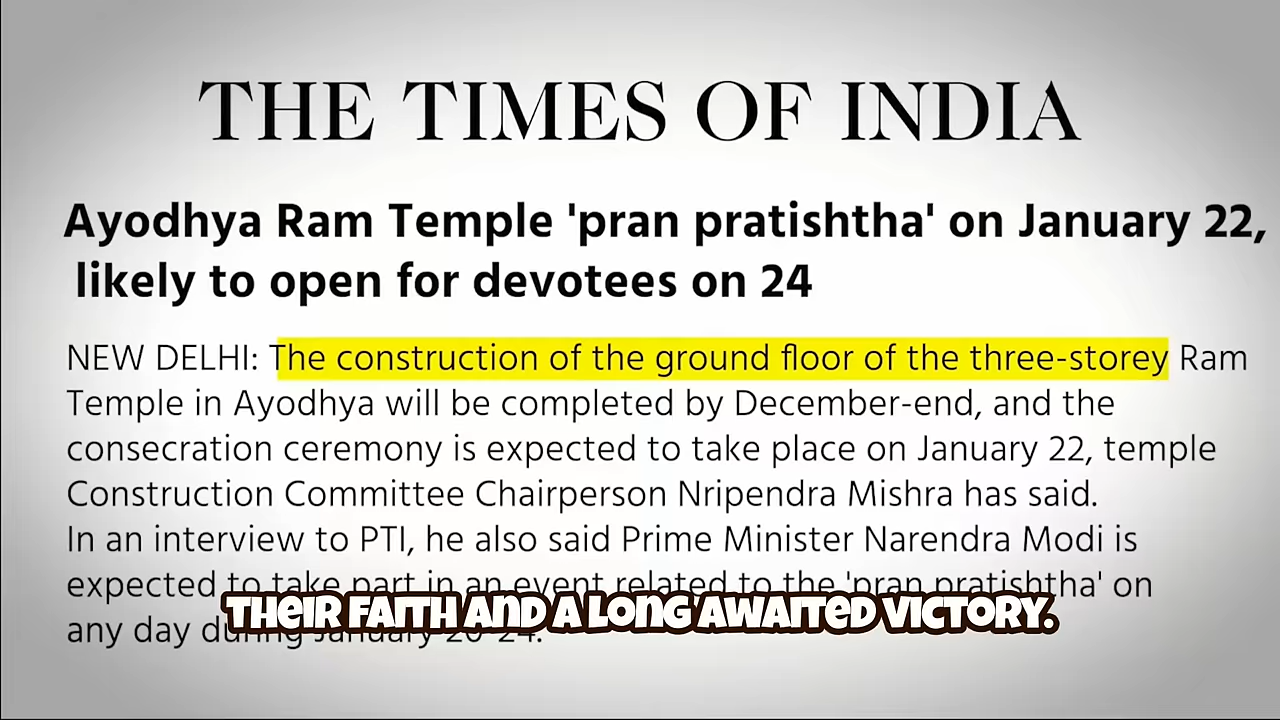 THE TIMES OF INDIA
Ayodhya Ram Temple 'pran pratishtha' on January 22,
likely to open for devotees on 24
NEW DELHI: The construction of the ground floor of the three-storey Ram
Temple in Ayodhya will be completed by December-end, and the
consecration ceremony is expected to take place on January 22, temple
Construction Committee Chairperson Nripendra Mishra has said.
In an interview to PTI, he also said Prime Minister Narendra Modi is
expected to take part in an event related to the 'pran pratishtha' on
any day during January 20-24.
THEIR FAITH AND A LONG AWAITED VICTORY.